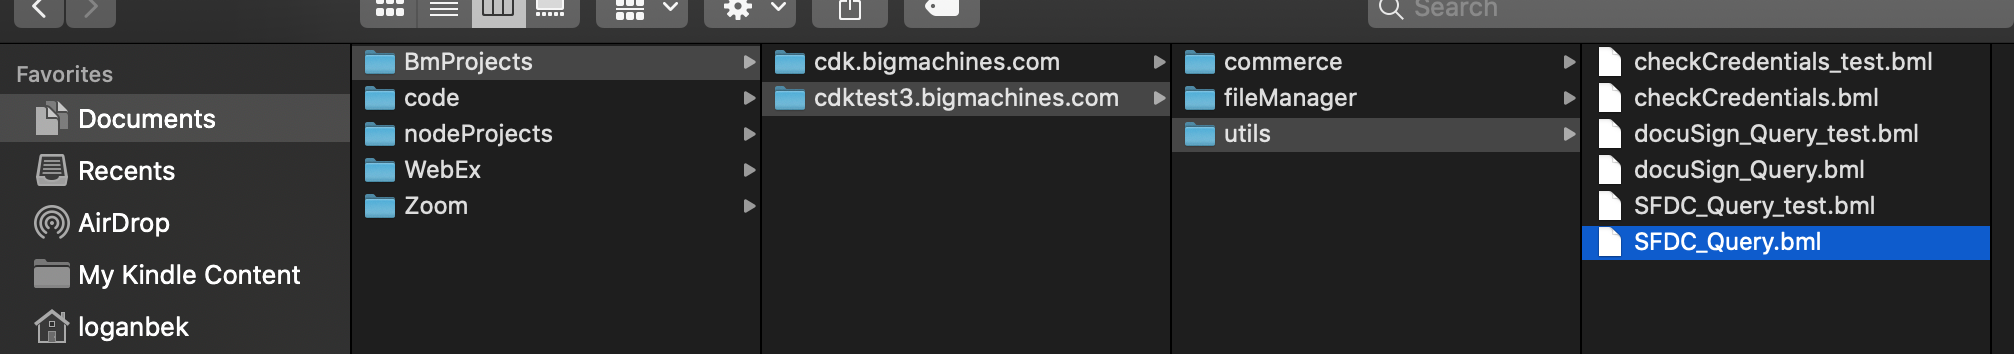 Search
Favorites
Documents
Recents
AirDrop
My Kindle Content
loganbek
BmProjects
code
nodeProjects
WebEx
Zoom
cdk.bigmachines.com
cdktest3.bigmachines.com
commerce
fileManager
utils
checkCredentials_test.bml
checkCredentials.bml
docuSign_Query_test.bml
docuSign_Query.bml
SFDC_Query_test.bml
SFDC_Query.bml